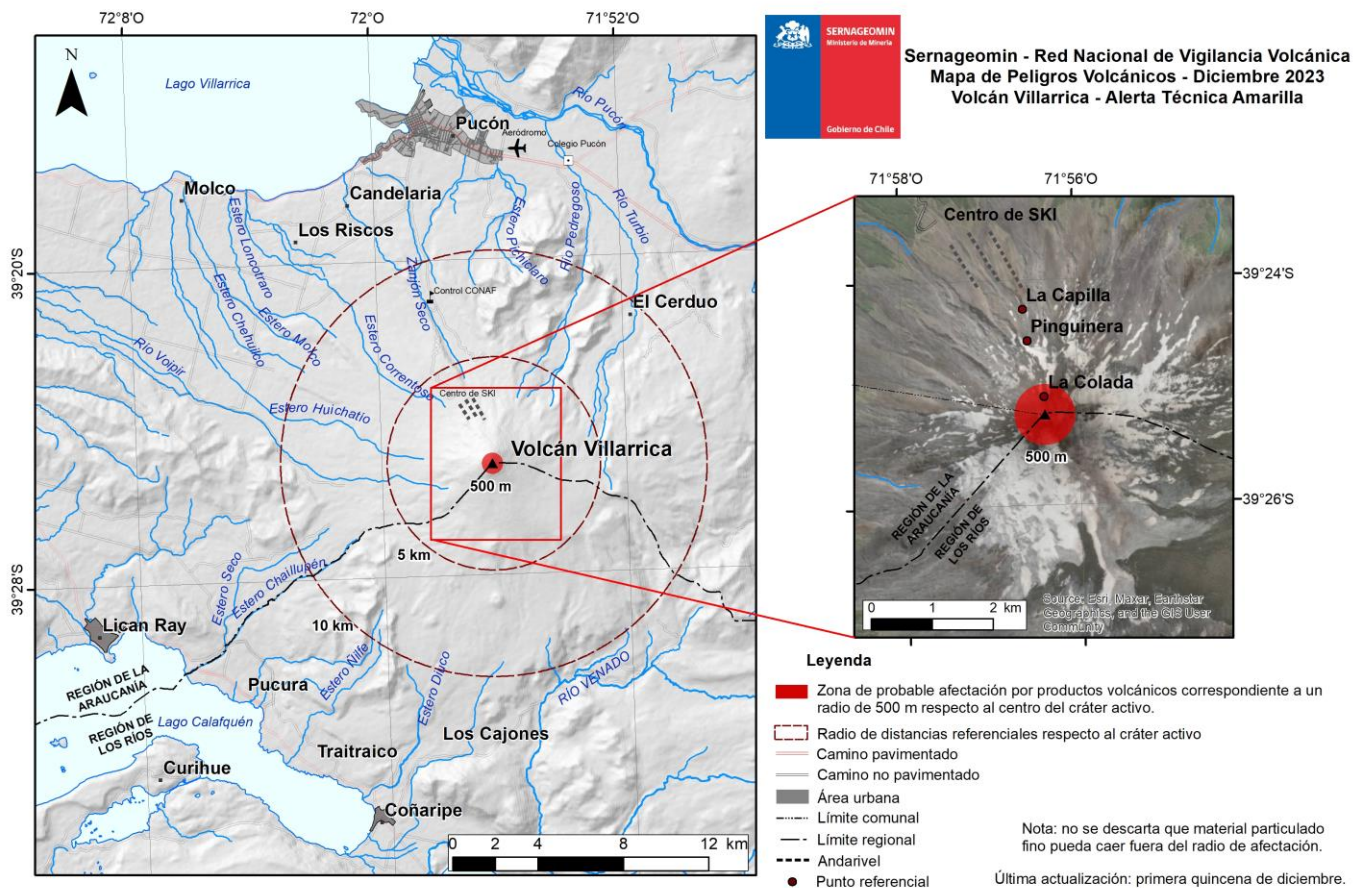 72°8'O
72°O
71°52'O
SERNAGEOMIN
Ministerio de Minería
Gobierno de Chile
Sernageomin - Red Nacional de Vigilancia Volcánica
Mapa de Peligros Volcánicos - Diciembre 2023
Volcán Villarrica - Alerta Técnica Amarilla
N
Lago Villarrica
Río Pucón
Pucón
Aeródromo
Colegio Pucón
Molco
Candelaria
Los Riscos
Estero Loncotraro
Estero Pichiclaro
Río Pedregoso
Río Turbio
39°20'S
Zanjón Seco
Control CONAF
El Cerduo
Estero Chehuilco
Estero Molco
Río Voipir
Estero Correntoso
Centro de SKI
Estero Huichatio
Volcán Villarrica
500 m
5 km
39°28'S
Estero Seco
Estero Chaillupén
10 km
Lican Ray
REGIÓN DE LA
ARAUCANÍA
REGIÓN DE
LOS RÍOS
Lago Calafquén
Pucura
Estero Ñilfe
Estero Diuco
RÍO VENADO
Los Cajones
Traitraico
Curihue
Coñaripe
0 2 4 8 12 km
71°58'O
71°56'O
Centro de SKI
39°24'S
La Capilla
Pinguinera
La Colada
500 m
39°26'S
REGIÓN DE LA
ARAUCANÍA
REGIÓN DE
LOS RÍOS
0 1 2 km
Source: Esri, Maxar, Earthstar
Geographics, and the GIS User
Community
Leyenda
Zona de probable afectación por productos volcánicos correspondiente a un
radio de 500 m respecto al centro del cráter activo.
Radio de distancias referenciales respecto al cráter activo
Camino pavimentado
Camino no pavimentado
Área urbana
Límite comunal
Límite regional
Andarivel
Punto referencial
Nota: no se descarta que material particulado
fino pueda caer fuera del radio de afectación.
Última actualización: primera quincena de diciembre.